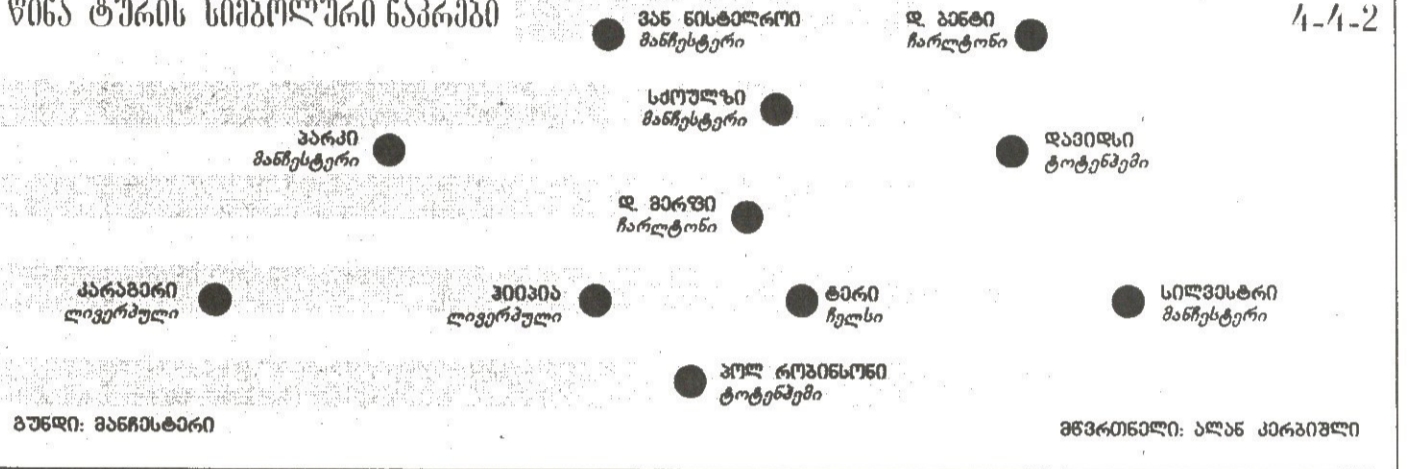 წინა ტურის სიმბოლური ნაკრები
4-4-2
ვან ნისტელროი
მანჩესტერი
დ. ბენტი
ჩარლტონი
სქოულზი
მანჩესტერი
პარკი
მანჩესტერი
დავიდსი
ტოტენჰემი
დ. მერფი
ჩარლტონი
კარაგერი
ლივერპული
ჰიიპია
ლივერპული
ტერი
ჩელსი
სილვესტრი
მანჩესტერი
პოლ რობინსონი
ტოტენჰემი
გუნდი: მანჩესტერი
მწვრთნელი: ალან კერბიშლი